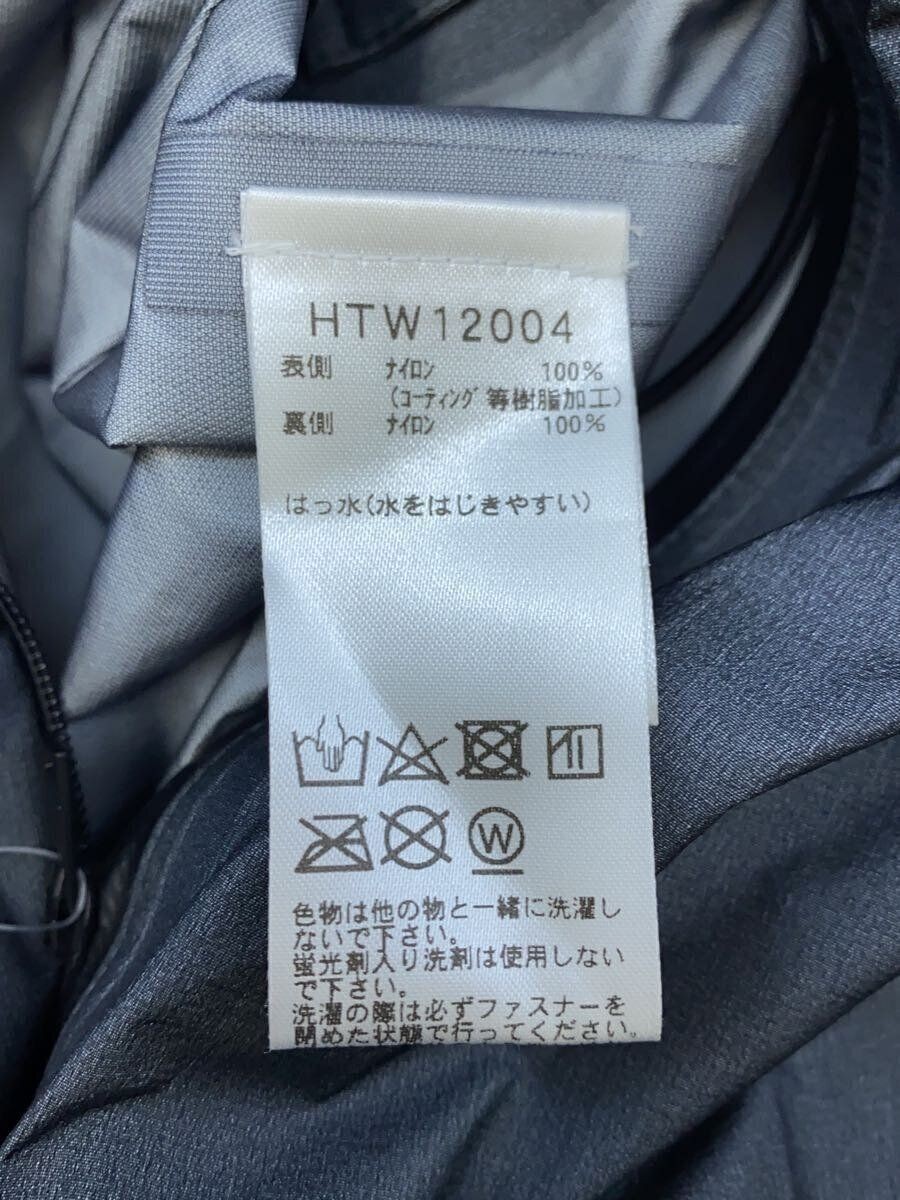 HTW12004
表側 ナイロン 100%
(コーティング等樹脂加工)
裏側 ナイロン 100%
はっ水(水をはじきやすい)
W
色物は他の物と一緒に洗濯し
ないで下さい。
蛍光剤入り洗剤は使用しない
で下さい。
洗濯の際は必ずファスナーを
閉めた状態で行ってください。